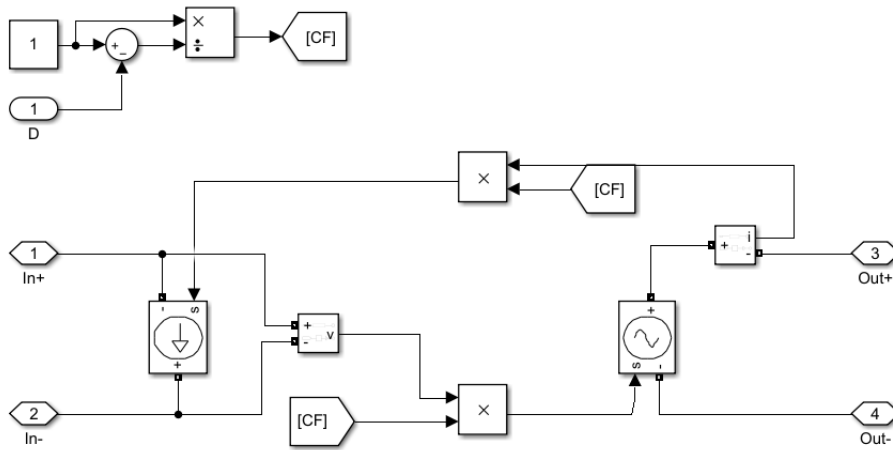 1
+
−
×
÷
[CF]
1
D
×
[CF]
i
+
-
1
In+
3
Out+
-
s
+
+
-
v
+
s
-
[CF]
×
2
In-
4
Out-